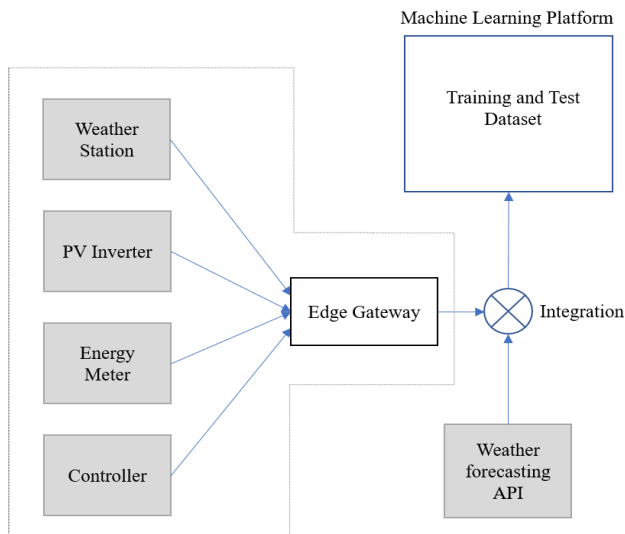 Machine Learning Platform
Training and Test
Dataset
Weather
Station
PV Inverter
Edge Gateway
Integration
Energy
Meter
Controller
Weather
forecasting
API